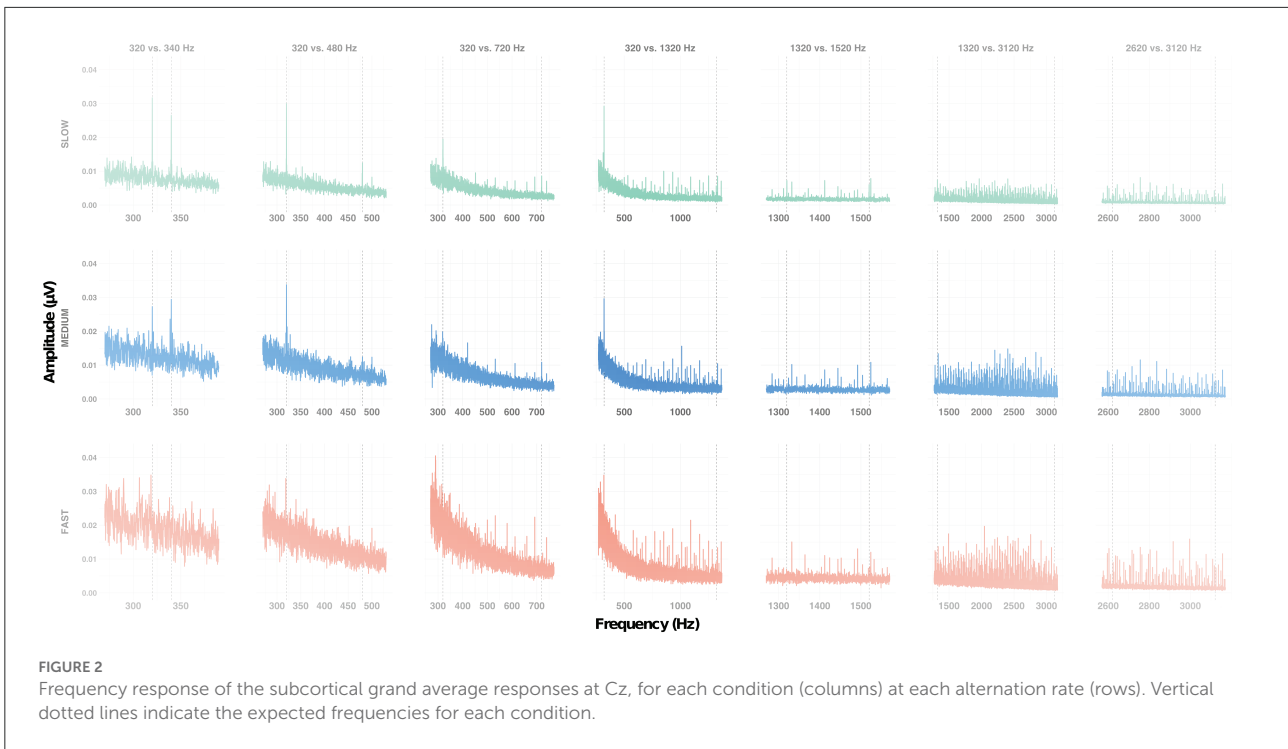 320 vs. 340 Hz 320 vs. 480 Hz 320 vs. 720 Hz 320 vs. 1320 Hz 1320 vs. 1520 Hz 1320 vs. 3120 Hz 2620 vs. 3120 Hz
Amplitude (µV)
SLOW
0.04
0.03
0.02
0.01
0.00
300 350 300 350 400 450 500 300 400 500 600 700 500 1000 1300 1400 1500 1500 2000 2500 3000 2600 2800 3000
MEDIUM
0.04
0.03
0.02
0.01
0.00
300 350 300 350 400 450 500 300 400 500 600 700 500 1000 1300 1400 1500 1500 2000 2500 3000 2600 2800 3000
FAST
0.04
0.03
0.02
0.01
0.00
300 350 300 350 400 450 500 300 400 500 600 700 500 1000 1300 1400 1500 1500 2000 2500 3000 2600 2800 3000
Frequency (Hz)
FIGURE 2
Frequency response of the subcortical grand average responses at Cz, for each condition (columns) at each alternation rate (rows). Vertical
dotted lines indicate the expected frequencies for each condition.